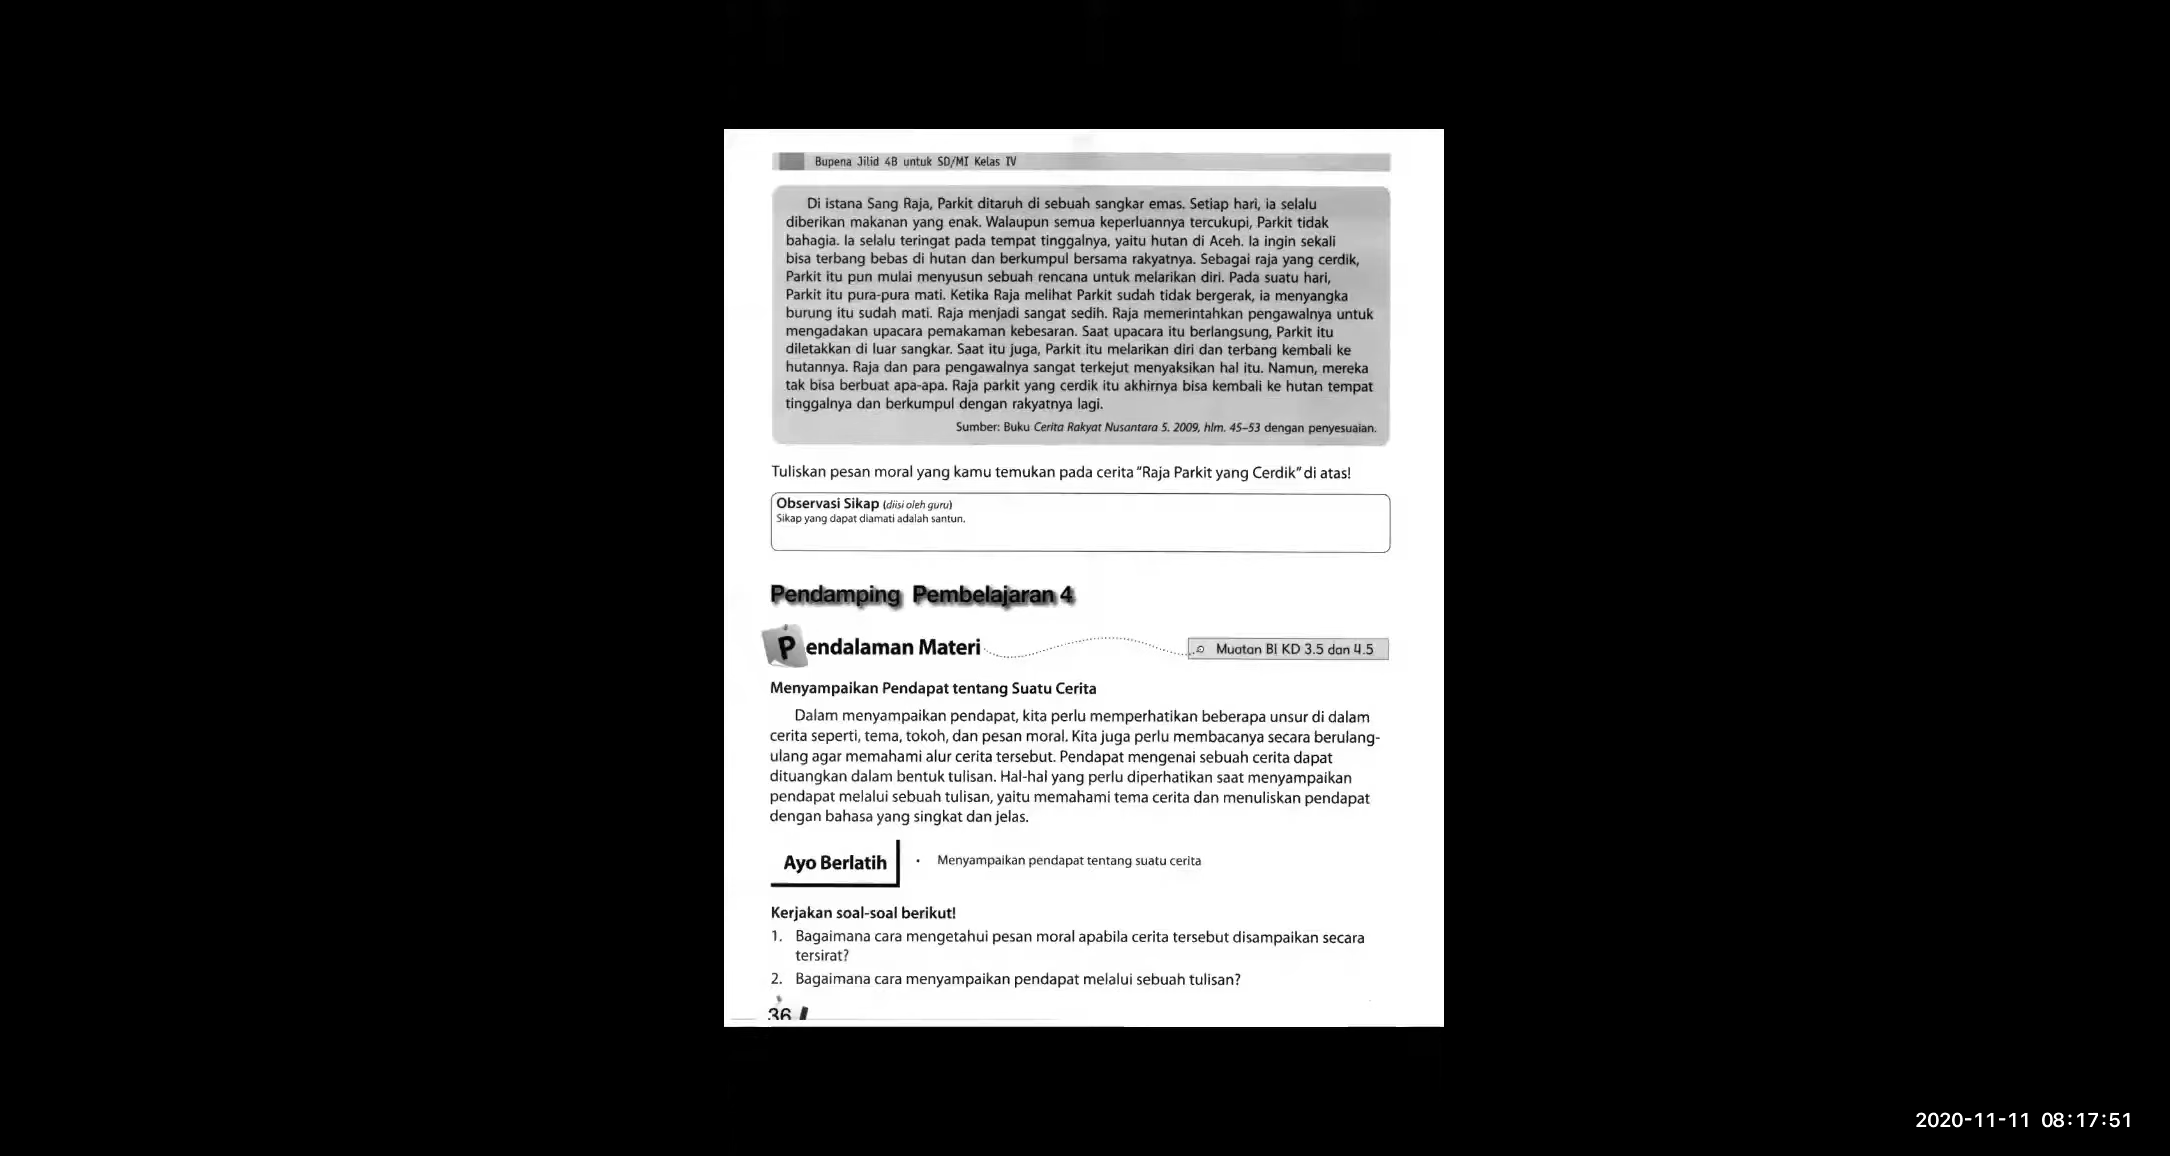 Bupena Jilid 4B untuk SD/MI Kelas IV
Di istana Sang Raja, Parkit ditaruh di sebuah sangkar emas. Setiap hari, ia selalu
diberikan makanan yang enak. Walaupun semua keperluannya tercukupi, Parkit tidak
bahagia. Ia selalu teringat pada tempat tinggalnya, yaitu hutan di Aceh. Ia ingin sekali
bisa terbang bebas di hutan dan berkumpul bersama rakyatnya. Sebagai raja yang cerdik,
Parkit itu pun mulai menyusun sebuah rencana untuk melarikan diri. Pada suatu hari,
Parkit itu pura-pura mati. Ketika Raja melihat Parkit sudah tidak bergerak, ia menyangka
burung itu sudah mati. Raja menjadi sangat sedih. Raja memerintahkan pengawalnya untuk
mengadakan upacara pemakaman kebesaran. Saat upacara itu berlangsung, Parkit itu
diletakkan di luar sangkar. Saat itu juga, Parkit itu melarikan diri dan terbang kembali ke
hutannya. Raja dan para pengawalnya sangat terkejut menyaksikan hal itu. Namun, mereka
tak bisa berbuat apa-apa. Raja parkit yang cerdik itu akhirnya bisa kembali ke hutan tempat
tinggalnya dan berkumpul dengan rakyatnya lagi.
Sumber: Buku Cerita Rakyat Nusantara 5. 2009, hlm. 45–53 dengan penyesuaian.
Tuliskan pesan moral yang kamu temukan pada cerita "Raja Parkit yang Cerdik" di atas!
Observasi Sikap (diisi oleh guru)
Sikap yang dapat diamati adalah santun.
Pendamping Pembelajaran 4
Pendalaman Materi
Muatan BI KD 3.5 dan 4.5
Menyampaikan Pendapat tentang Suatu Cerita
Dalam menyampaikan pendapat, kita perlu memperhatikan beberapa unsur di dalam
cerita seperti, tema, tokoh, dan pesan moral. Kita juga perlu membacanya secara berulang-
ulang agar memahami alur cerita tersebut. Pendapat mengenai sebuah cerita dapat
dituangkan dalam bentuk tulisan. Hal-hal yang perlu diperhatikan saat menyampaikan
pendapat melalui sebuah tulisan, yaitu memahami tema cerita dan menuliskan pendapat
dengan bahasa yang singkat dan jelas.
Ayo Berlatih
• Menyampaikan pendapat tentang suatu cerita
Kerjakan soal-soal berikut!
1. Bagaimana cara mengetahui pesan moral apabila cerita tersebut disampaikan secara
tersirat?
2. Bagaimana cara menyampaikan pendapat melalui sebuah tulisan?
36
2020-11-11 08:17:51